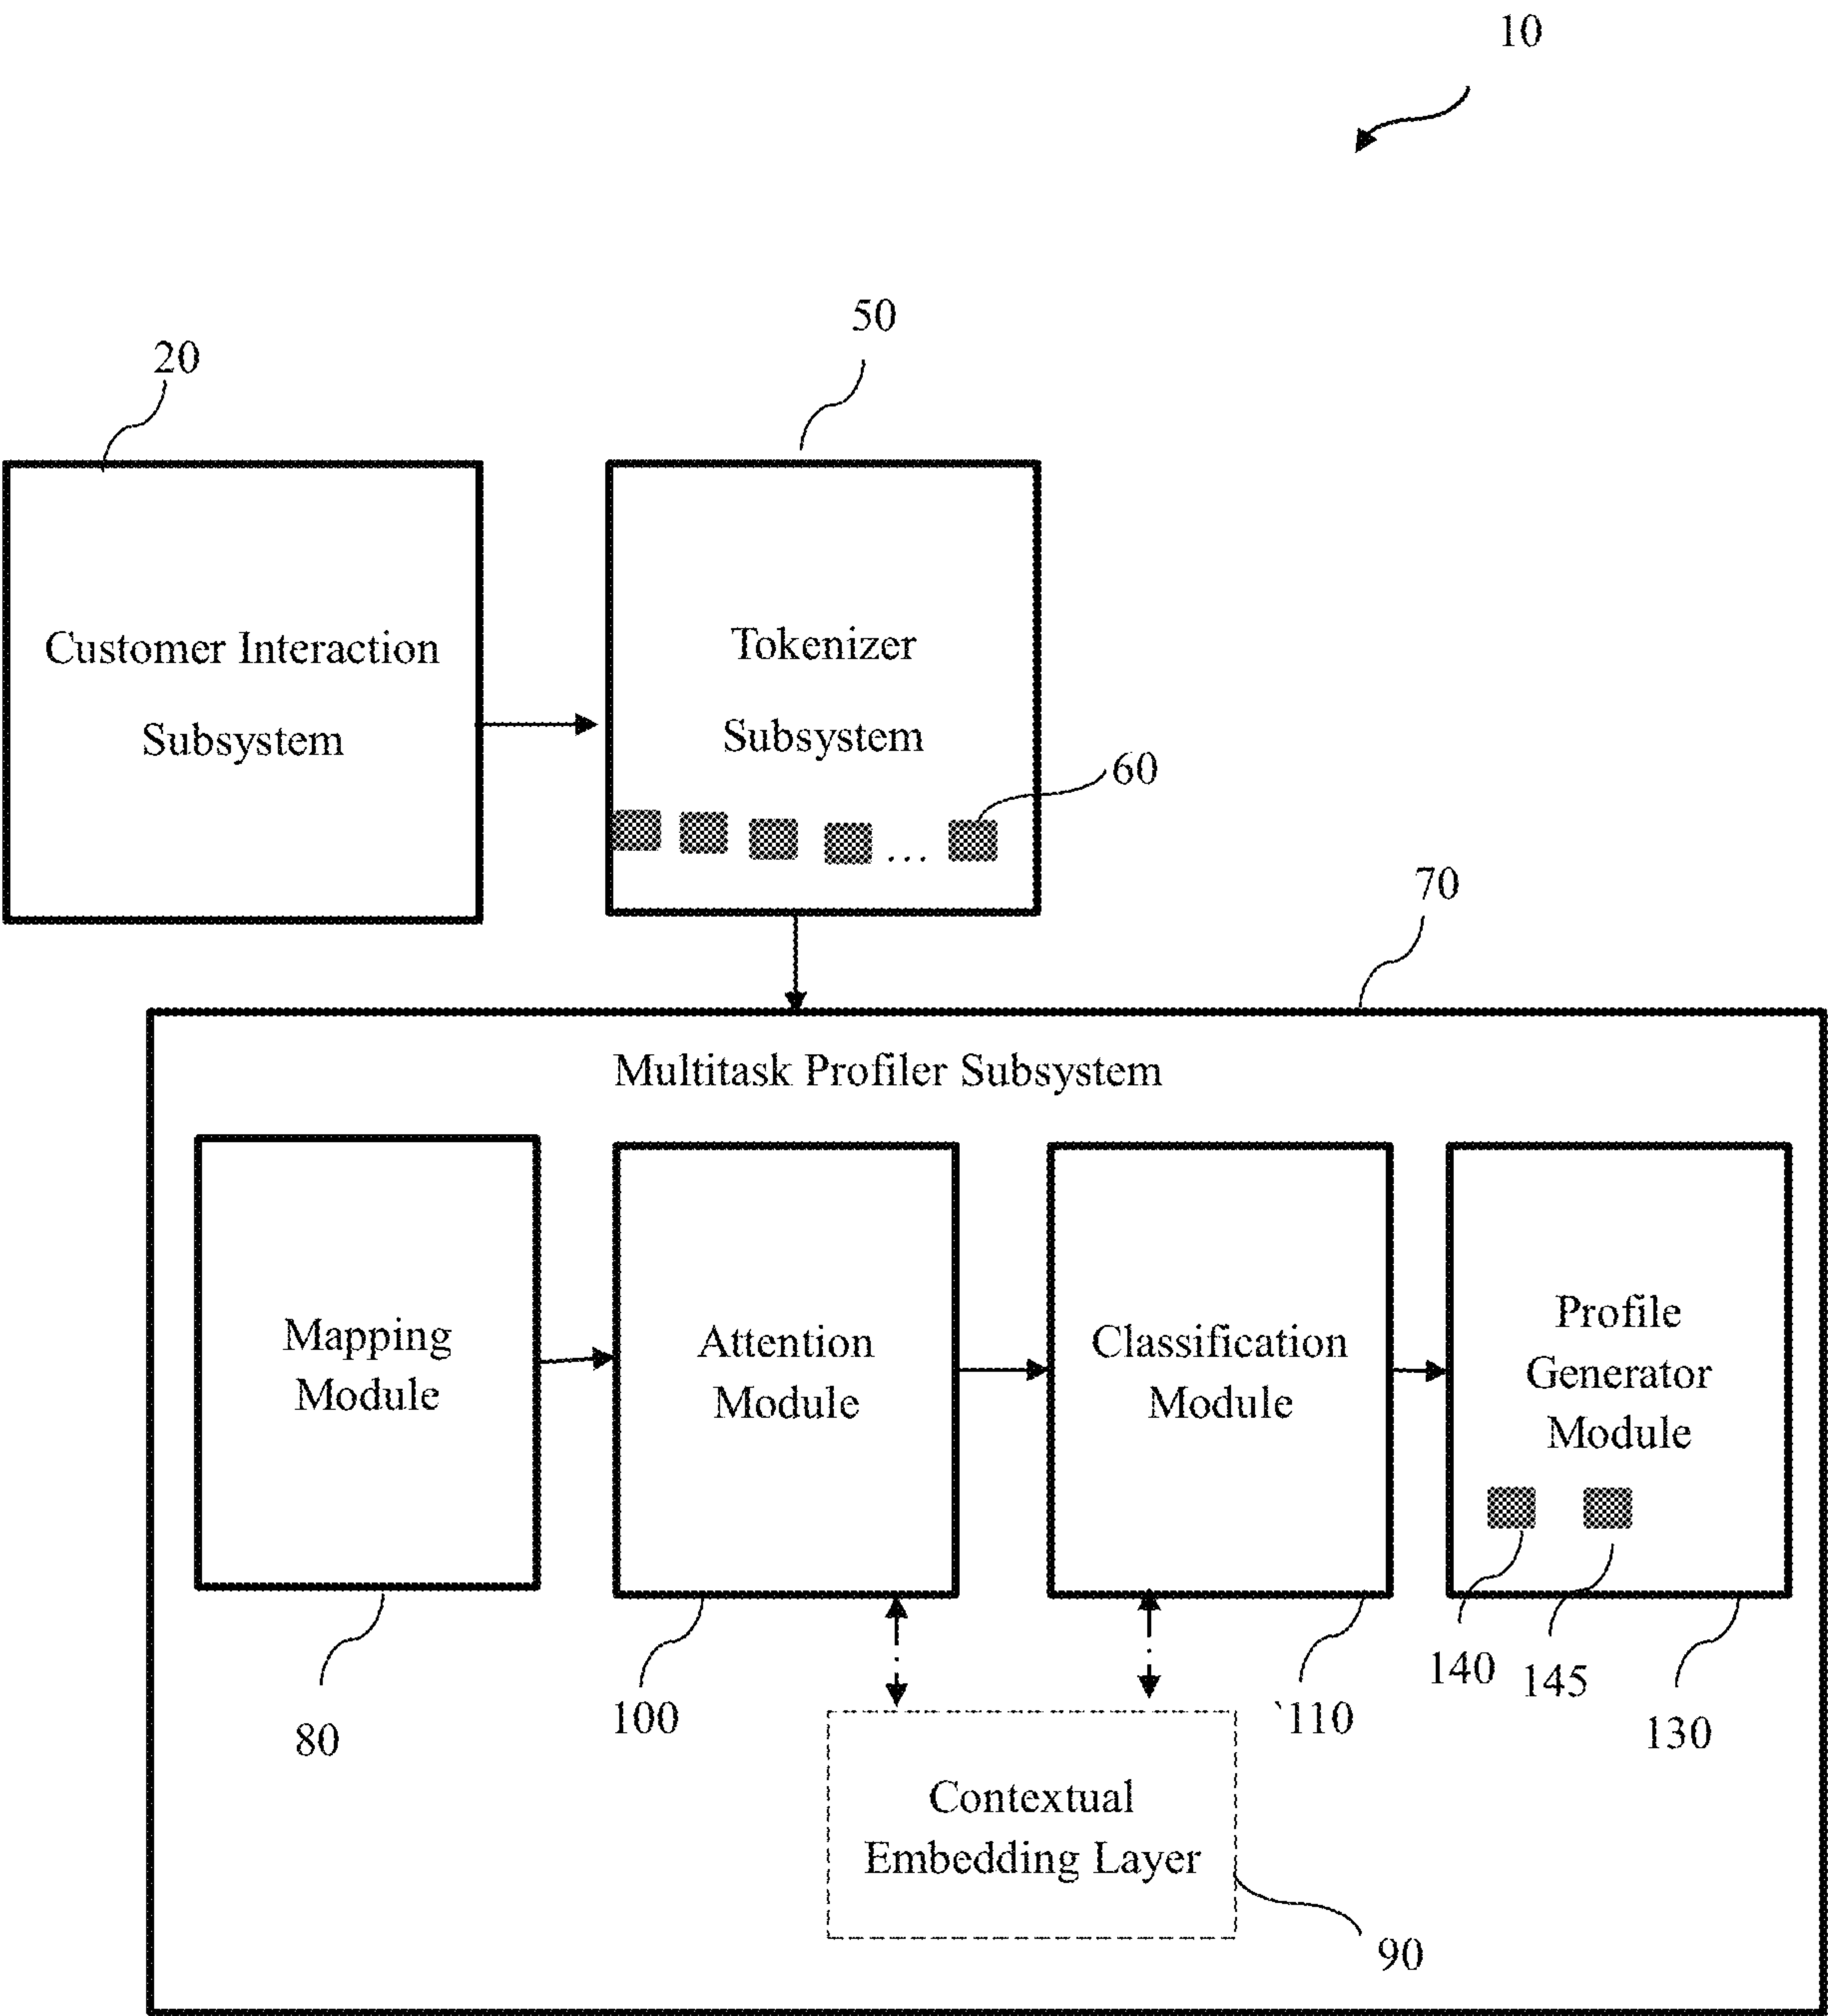 10
50
20
Customer Interaction
Subsystem
Tokenizer
Subsystem
60
...
70
Multitask Profiler Subsystem
Mapping
Module
Attention
Module
Classification
Module
Profile
Generator
Module
80
100
`110
140
145
130
Contextual
Embedding Layer
90